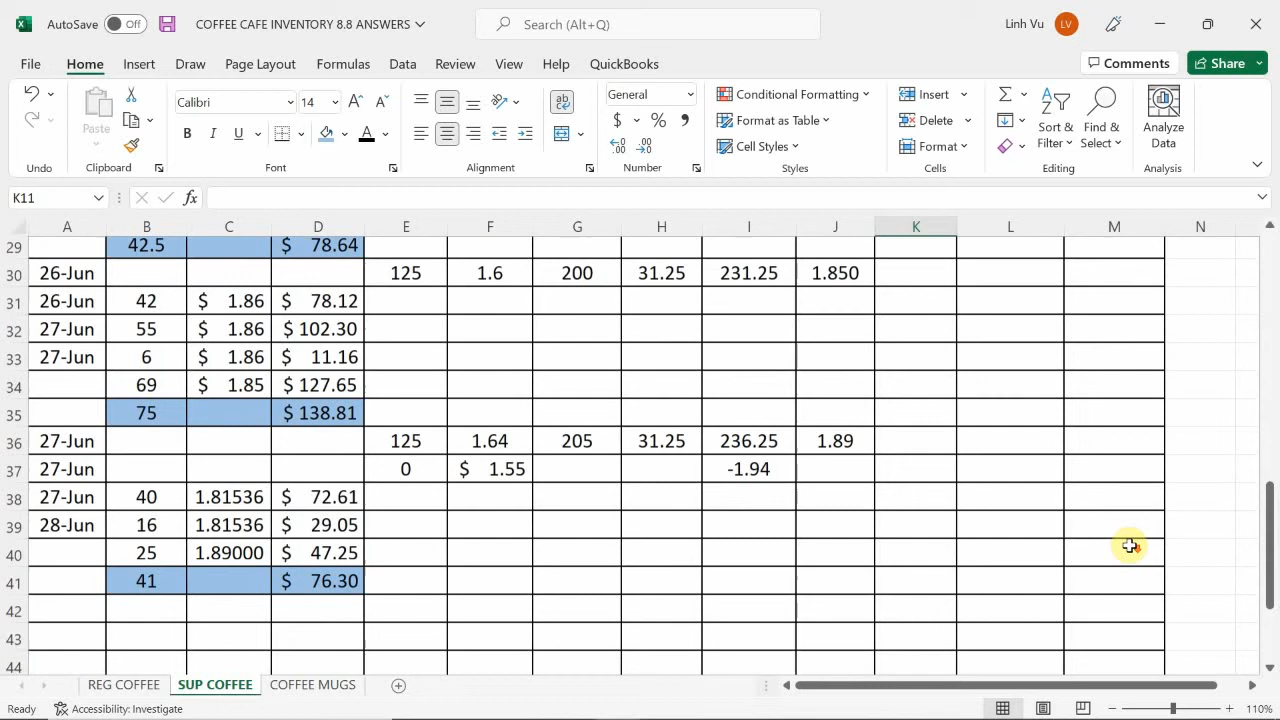 AutoSave Off COFFEE CAFE INVENTORY 8.8 ANSWERS Search (Alt+Q) Linh Vu LV
File Home Insert Draw Page Layout Formulas Data Review View Help QuickBooks Comments Share
Calibri 14 General Conditional Formatting Insert
Paste B I U $ % Format as Table Delete Sort & Find & Analyze
Cell Styles Format Filter Select Data
Undo Clipboard Font Alignment Number Styles Cells Editing Analysis
K11 fx
A B C D E F G H I J K L M N
29 42.5 $ 78.64
30 26-Jun 125 1.6 200 31.25 231.25 1.850
31 26-Jun 42 $ 1.86 $ 78.12
32 27-Jun 55 $ 1.86 $ 102.30
33 27-Jun 6 $ 1.86 $ 11.16
34 69 $ 1.85 $ 127.65
35 75 $ 138.81
36 27-Jun 125 1.64 205 31.25 236.25 1.89
37 27-Jun 0 $ 1.55 -1.94
38 27-Jun 40 1.81536 $ 72.61
39 28-Jun 16 1.81536 $ 29.05
40 25 1.89000 $ 47.25
41 41 $ 76.30
42
43
44
REG COFFEE SUP COFFEE COFFEE MUGS
Ready Accessibility: Investigate 110%